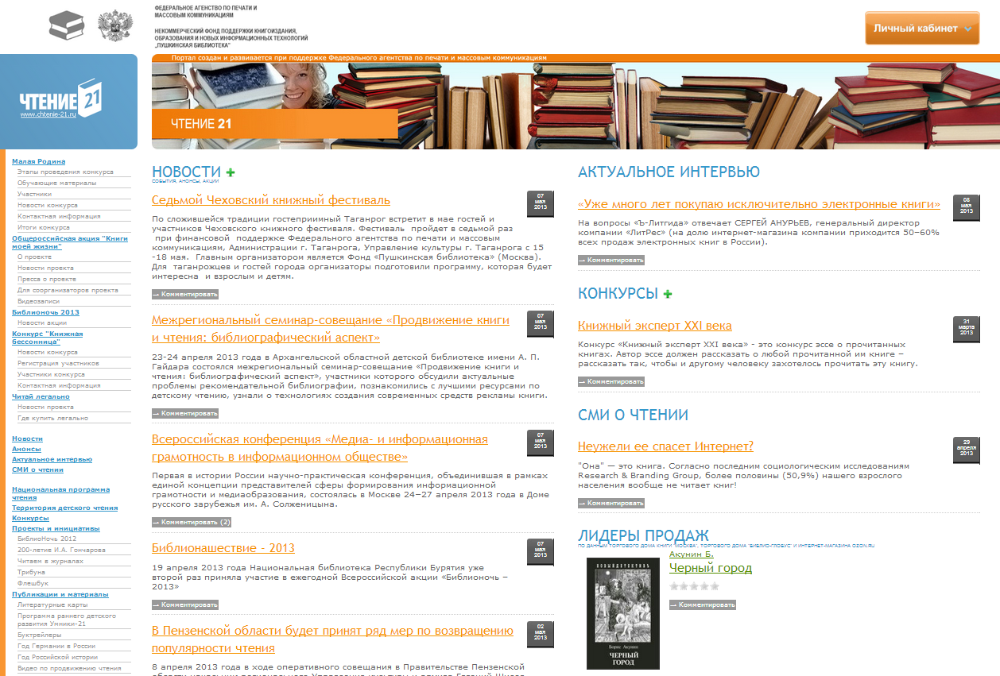 ФЕДЕРАЛЬНОЕ АГЕНСТВО ПО ПЕЧАТИ И
МАССОВЫМ КОММУНИКАЦИЯМ
НЕКОММЕРЧЕСКИЙ ФОНД ПОДДЕРЖКИ КНИГОИЗДАНИЯ,
ОБРАЗОВАНИЯ И НОВЫХ ИНФОРМАЦИОННЫХ ТЕХНОЛОГИЙ
„ПУШКИНСКАЯ БИБЛИОТЕКА"
Личный кабинет
Портал создан и развивается при поддержке Федерального агентства по печати и массовым коммуникациям
ЧТЕНИЕ 21
www.chtenie-21.ru
ЧТЕНИЕ 21
Малая Родина
Этапы проведения конкурса
Обучающие материалы
Участники
Новости конкурса
Контактная информация
Итоги конкурса
Общероссийская акция "Книги
моей жизни"
О проекте
Новости проекта
Пресса о проекте
Для соорганизаторов проекта
Видеозаписи
Библионочь 2013
Новости акции
Конкурс "Книжная
бессонница"
Новости конкурса
Регистрация участников
Участники конкурса
Контактная информация
Читай легально
Новости проекта
Где купить легально
Новости
Анонсы
Актуальное интервью
СМИ о чтении
Национальная программа
чтения
Территория детского чтения
Конкурсы
Проекты и инициативы
БиблиоНочь 2012
200-летие И.А. Гончарова
Читаем в журналах
Трибуна
Флешбук
Публикации и материалы
Литературные карты
Программа раннего детского
развития Умники-21
Буктрейлеры
Год Германии в России
Год Российской истории
Видео по продвижению чтения
НОВОСТИ
СОБЫТИЯ, АНОНСЫ, АКЦИИ
Седьмой Чеховский книжный фестиваль
07
мая
2013
По сложившейся традиции гостеприимный Таганрог встретит в мае гостей и
участников Чеховского книжного фестиваля. Фестиваль пройдет в седьмой раз
при финансовой поддержке Федерального агентства по печати и массовым
коммуникациям, Администрации г. Таганрога, Управление культуры г. Таганрога с 15
-18 мая. Главным организатором является Фонд «Пушкинская библиотека» (Москва).
Для таганрожцев и гостей города организаторы подготовили программу, которая будет
интересна и взрослым и детям.
Комментировать
Межрегиональный семинар-совещание «Продвижение книги
и чтения: библиографический аспект»
07
мая
2013
23-24 апреля 2013 года в Архангельской областной детской библиотеке имени А. П.
Гайдара состоялся межрегиональный семинар-совещание «Продвижение книги и
чтения: библиографический аспект», участники которого обсудили актуальные
проблемы рекомендательной библиографии, познакомились с лучшими ресурсами по
детскому чтению, узнали о технологиях создания современных средств рекламы книги.
Комментировать
Всероссийская конференция «Медиа- и информационная
грамотность в информационном обществе»
07
мая
2013
Первая в истории России научно-практическая конференция, объединившая в рамках
единой концепции представителей сферы формирования информационной
грамотности и медиаобразования, состоялась в Москве 24–27 апреля 2013 года в Доме
русского зарубежья им. А. Солженицына.
Комментировать (2)
Библионашествие - 2013
07
мая
2013
19 апреля 2013 года Национальная библиотека Республики Бурятия уже
второй раз приняла участие в ежегодной Всероссийской акции «Библионочь –
2013»
Комментировать
В Пензенской области будет принят ряд мер по возвращению
популярности чтения
02
мая
2013
8 апреля 2013 года в ходе оперативного совещания в Правительстве Пензенской
АКТУАЛЬНОЕ ИНТЕРВЬЮ
«Уже много лет покупаю исключительно электронные книги»
08
мая
2013
На вопросы «Ъ-Литгида» отвечает СЕРГЕЙ АНУРЬЕВ, генеральный директор
компании «ЛитРес» (на долю интернет-магазина компании приходится 50–60%
всех продаж электронных книг в России).
Комментировать
КОНКУРСЫ
Книжный эксперт XXI века
31
марта
2013
Конкурс «Книжный эксперт XXI века» - это конкурс эссе о прочитанных
книгах. Автор эссе должен рассказать о любой прочитанной им книге –
рассказать так, чтобы и другому человеку захотелось прочитать эту книгу.
Комментировать
СМИ О ЧТЕНИИ
Неужели ее спасет Интернет?
29
апреля
2013
"Она" — это книга. Согласно последним социологическим исследованиям
Research & Branding Group, более половины (50,9%) нашего взрослого
населения вообще не читает книг!
Комментировать
ЛИДЕРЫ ПРОДАЖ
ПО ДАННЫМ ТОРГОВОГО ДОМА КНИГИ "МОСКВА", ТОРГОВОГО ДОМА "БИБЛИО-ГЛОБУС" И ИНТЕРНЕТ-МАГАЗИНА OZON.RU
Акунин Б.
Черный город
Комментировать
НОВЫЙ ДЕТЕКТИВЪ
Борис Акунин
ЧЕРНЫЙ
ГОРОД